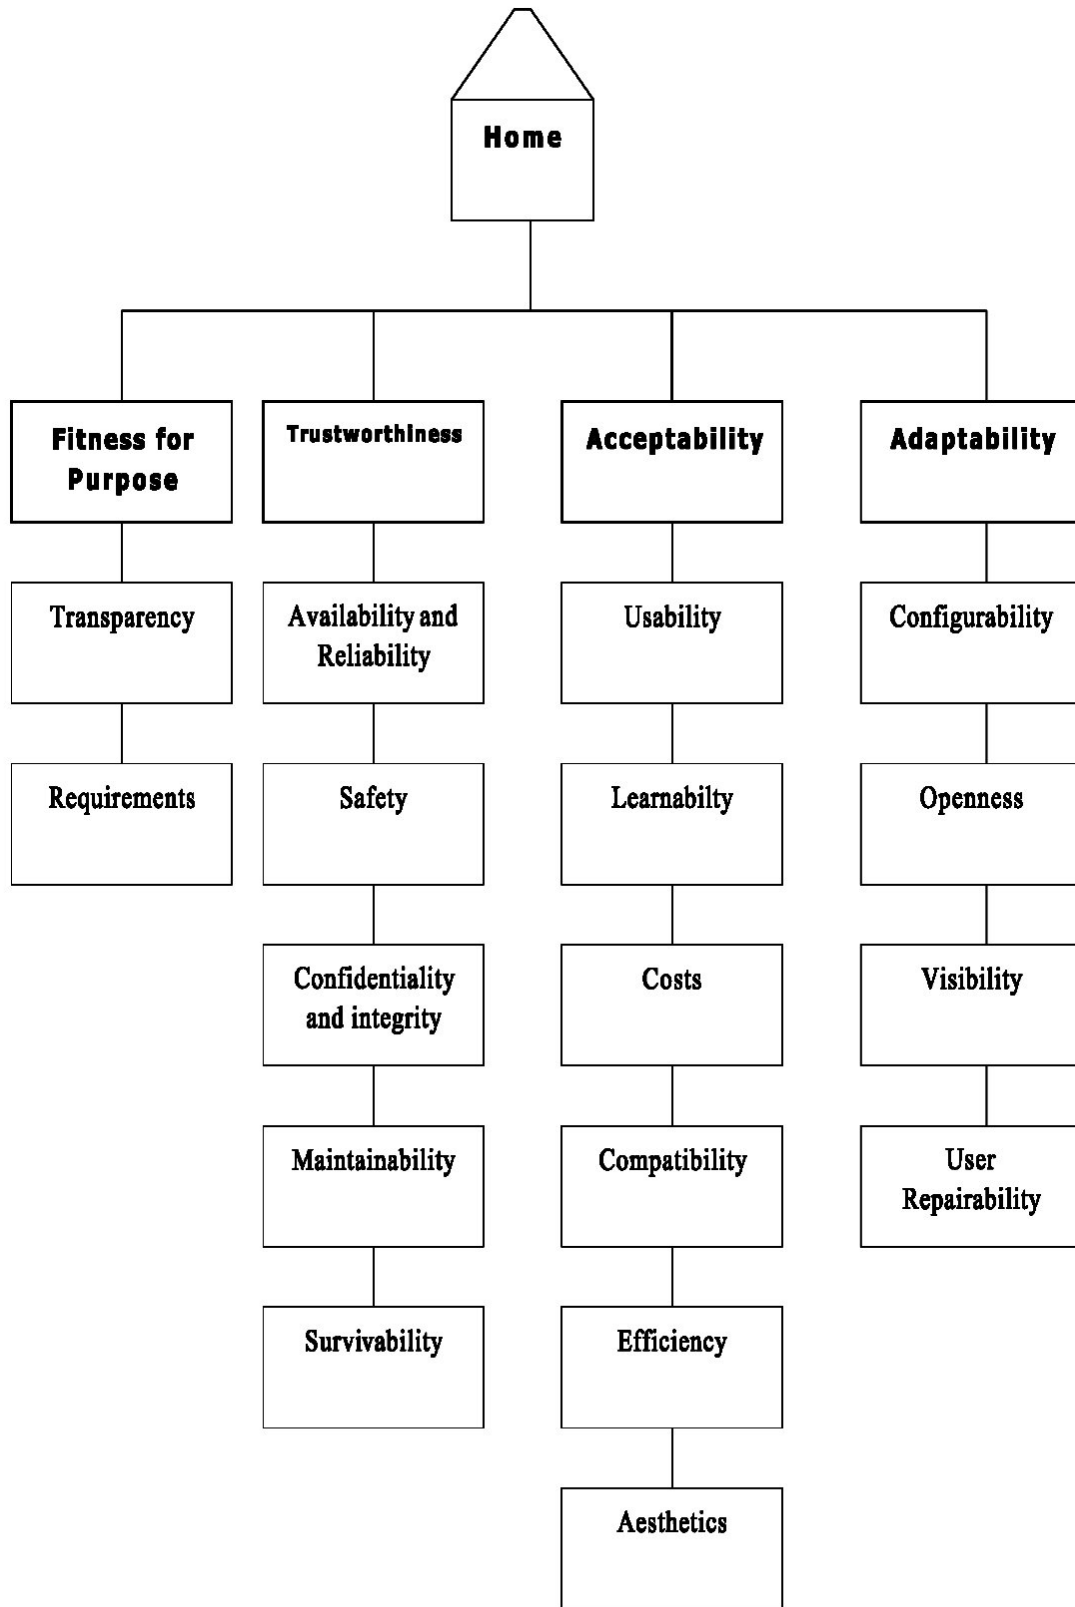 Home
Fitness for
Purpose
Trustworthiness
Acceptability
Adaptability
Transparency
Availability and
Reliability
Usability
Configurability
Requirements
Safety
Learnabilty
Openness
Confidentiality
and integrity
Costs
Visibility
Maintainability
Compatibility
User
Repairability
Survivability
Efficiency
Aesthetics